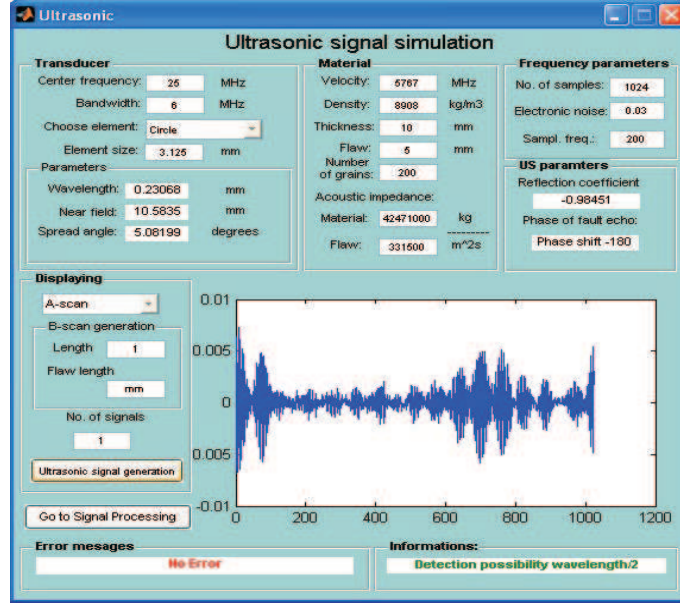 Ultrasonic
Ultrasonic signal simulation
Transducer
Center frequency: 25 MHz
Bandwidth: 6 MHz
Choose element: Circle
Element size: 3.125 mm
Parameters
Wavelength: 0.23068 mm
Near field: 10.5835 mm
Spread angle: 5.08199 degrees
Material
Velocity: 5767 MHz
Density: 8908 kg/m3
Thickness: 10 mm
Flaw: 5 mm
Number
of grains: 200
Acoustic impedance:
Material: 42471000 kg
--------
Flaw: 331500 m^2s
Frequency parameters
No. of samples: 1024
Electronic noise: 0.03
Sampl. freq.: 200
US paramters
Reflection coefficient
-0.98451
Phase of fault echo:
Phase shift -180
Displaying
A-scan
B-scan generation
Length 1
Flaw length
mm
No. of signals
1
Ultrasonic signal generation
Go to Signal Processing
0.01
0.005
0
0.005
-0.01
0 200 400 600 800 1000 1200
Error mesages
No Error
Informations:
Detection possibility wavelength/2